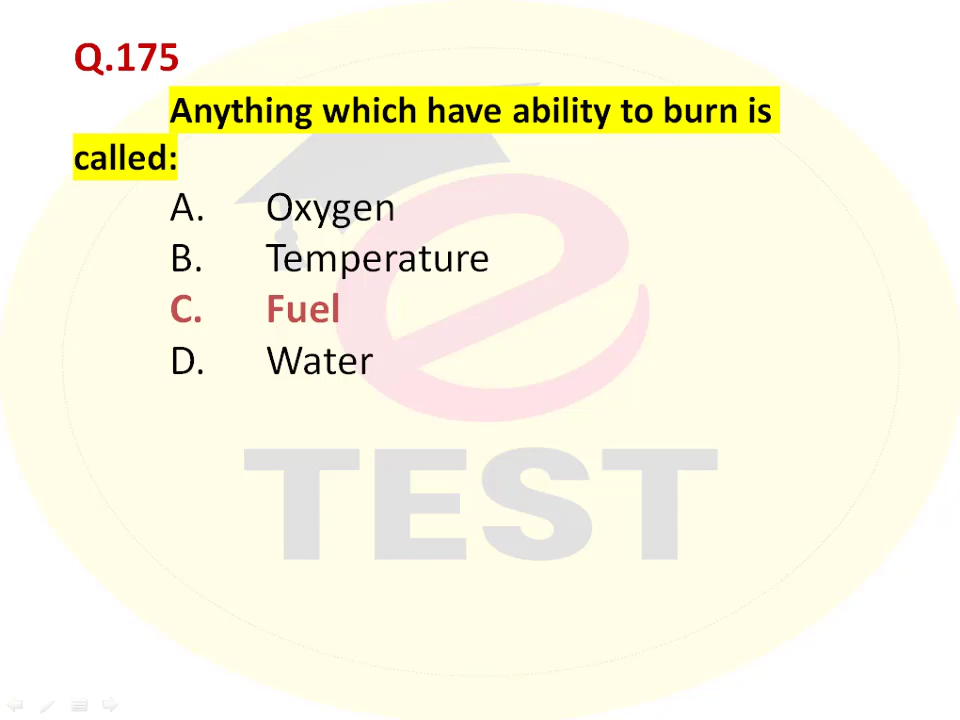 Q.175
Anything which have ability to burn is
called:
A. Oxygen
B. Temperature
C. Fuel
D. Water
e
TEST